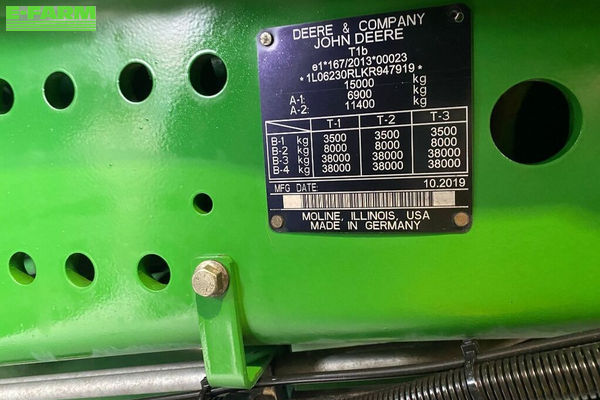 E-FARM
DEERE & COMPANY
JOHN DEERE
T1b
e1*167/2013*00023
*1L06230RLKR947919*
15000 kg
A-1: 6900 kg
A-2: 11400 kg
T-1 T-2 T-3
B-1 kg 3500 3500 3500
B-2 kg 8000 8000 8000
B-3 kg 38000 38000 38000
B-4 kg 38000 38000 38000
MFG DATE: 10.2019
MOLINE, ILLINOIS, USA
MADE IN GERMANY